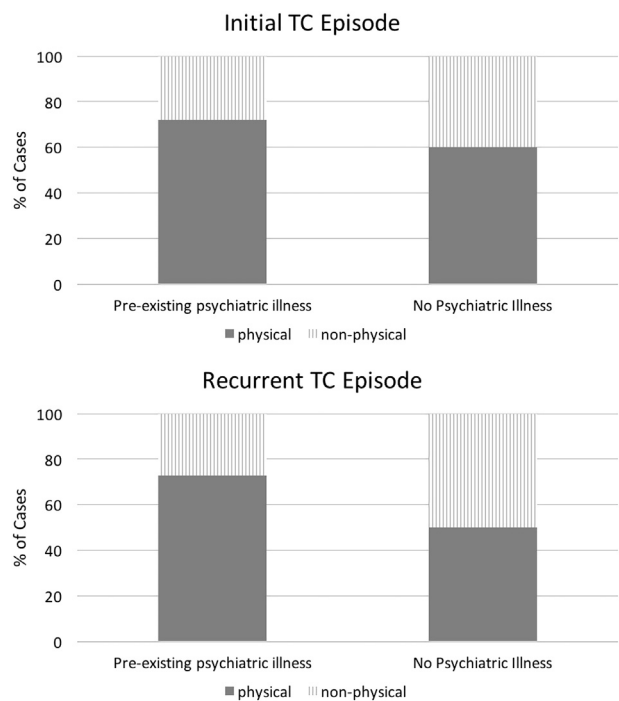 Initial TC Episode
100
80
60
40
20
0
% of Cases
Pre-existing psychiatric illness No Psychiatric Illness
physical non-physical
Recurrent TC Episode
100
80
60
40
20
0
% of Cases
Pre-existing psychiatric illness No Psychiatric Illness
physical non-physical